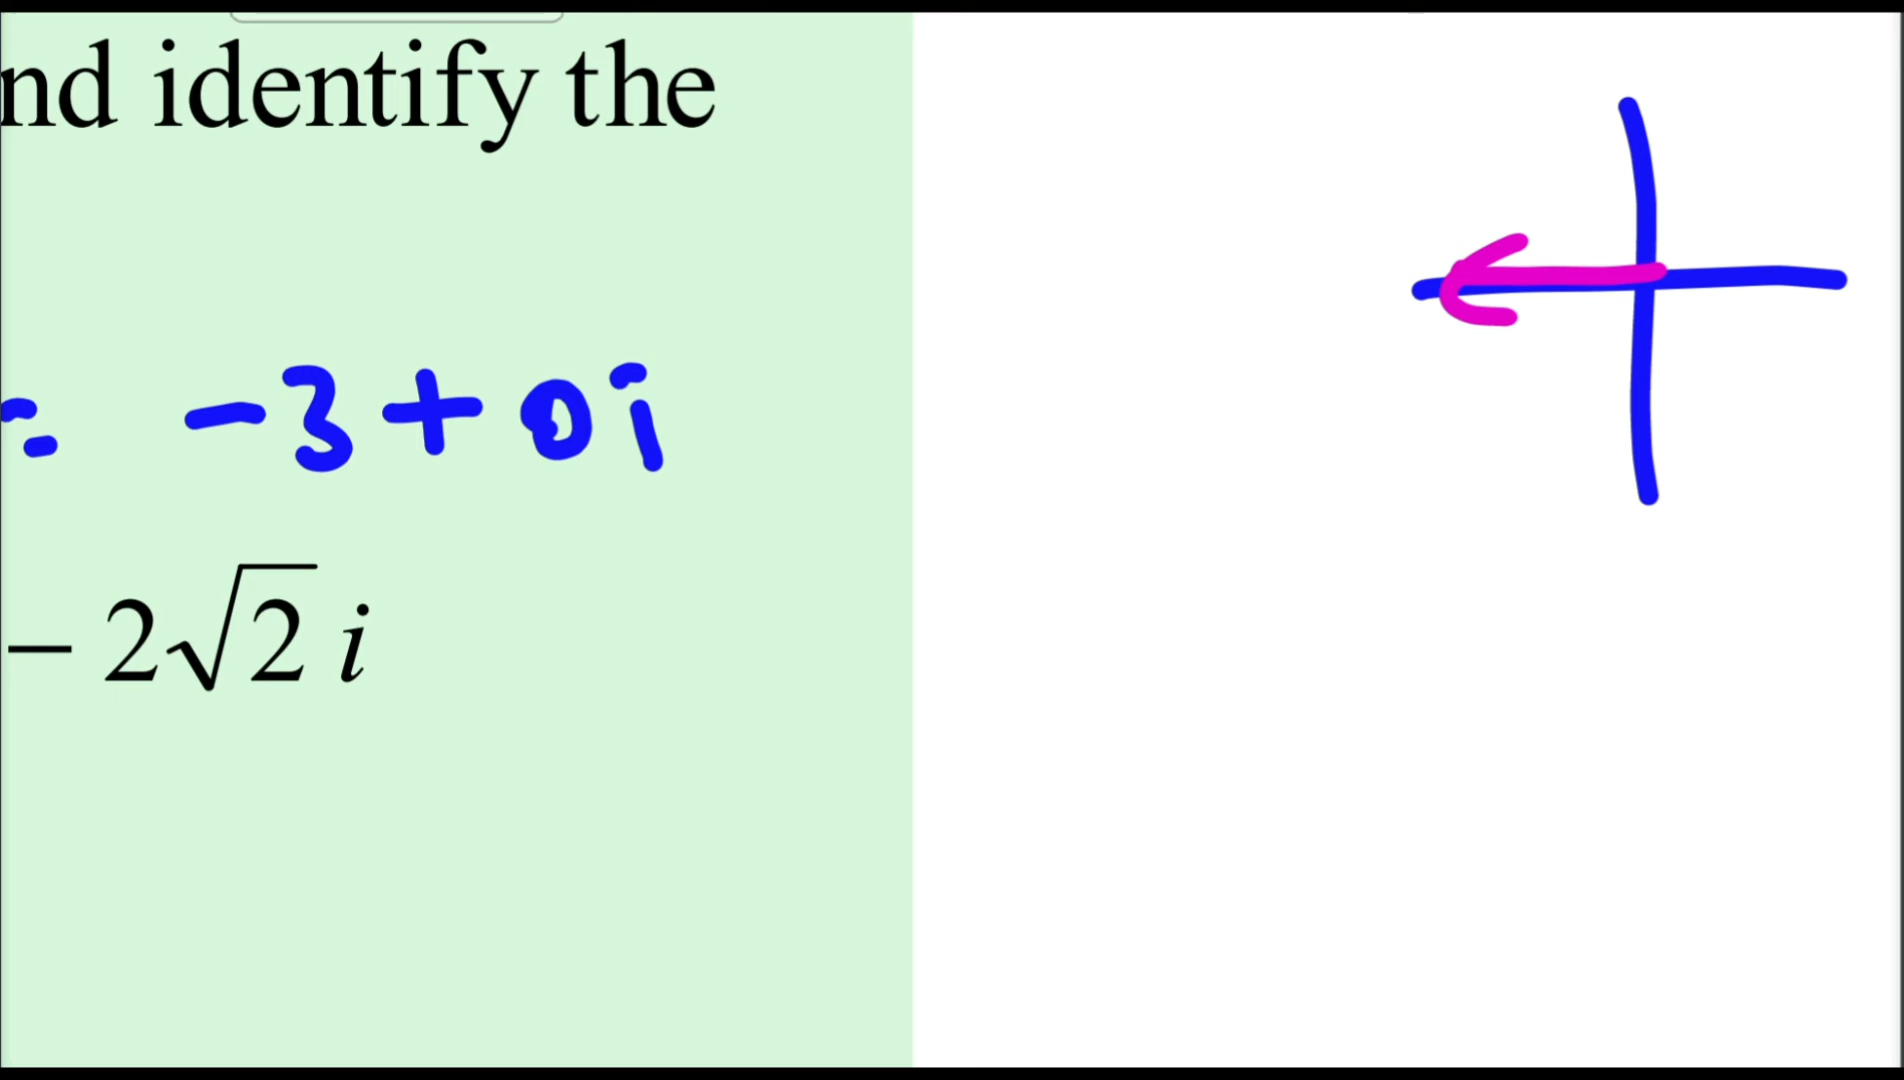 nd identify the
= -3 + 0i
− 2√2 i